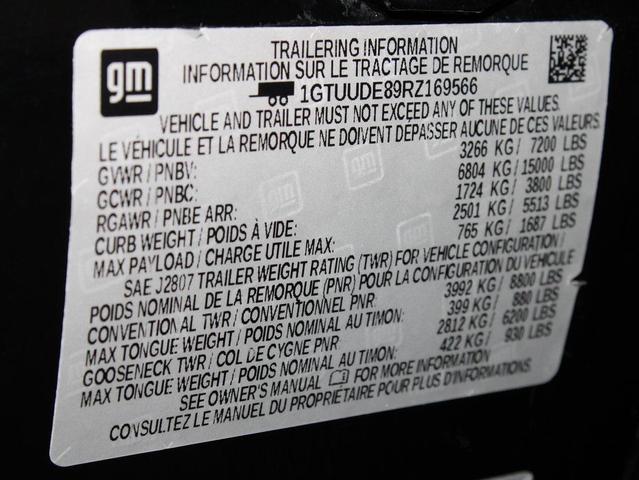 gm
TRAILERING INFORMATION
INFORMATION SUR LE TRACTAGE DE REMORQUE
1GTUUDE89RZ169566
VEHICLE AND TRAILER MUST NOT EXCEED ANY OF THESE VALUES.
LE VÉHICULE ET LA REMORQUE NE DOIVENT DÉPASSER AUCUNE DE CES VALEURS.
GVWR / PNBV: 3266 KG / 7200 LBS
GCWR / PNBC: 6804 KG / 15000 LBS
RGAWR / PNBE ARR: 1724 KG / 3800 LBS
CURB WEIGHT / POIDS À VIDE: 2501 KG / 5513 LBS
MAX PAYLOAD / CHARGE UTILE MAX: 765 KG / 1687 LBS
SAE J2807 TRAILER WEIGHT RATING (TWR) FOR VEHICLE CONFIGURATION /
POIDS NOMINAL DE LA REMORQUE (PNR) POUR LA CONFIGURATION DU VÉHICULE
CONVENTIONAL TWR / CONVENTIONNEL PNR: 3992 KG / 8800 LBS
MAX TONGUE WEIGHT / POIDS MAXIMUM AU TIMON: 399 KG / 880 LBS
GOOSENECK TWR / COL DE CYGNE PNR 2812 KG / 6200 LBS
MAX TONGUE WEIGHT / POIDS MAXIMUM AU TIMON: 422 KG / 930 LBS
SEE OWNER'S MANUAL FOR MORE INFORMATION
CONSULTEZ LE MANUEL DU PROPRIÉTAIRE POUR PLUS D'INFORMATIONS.